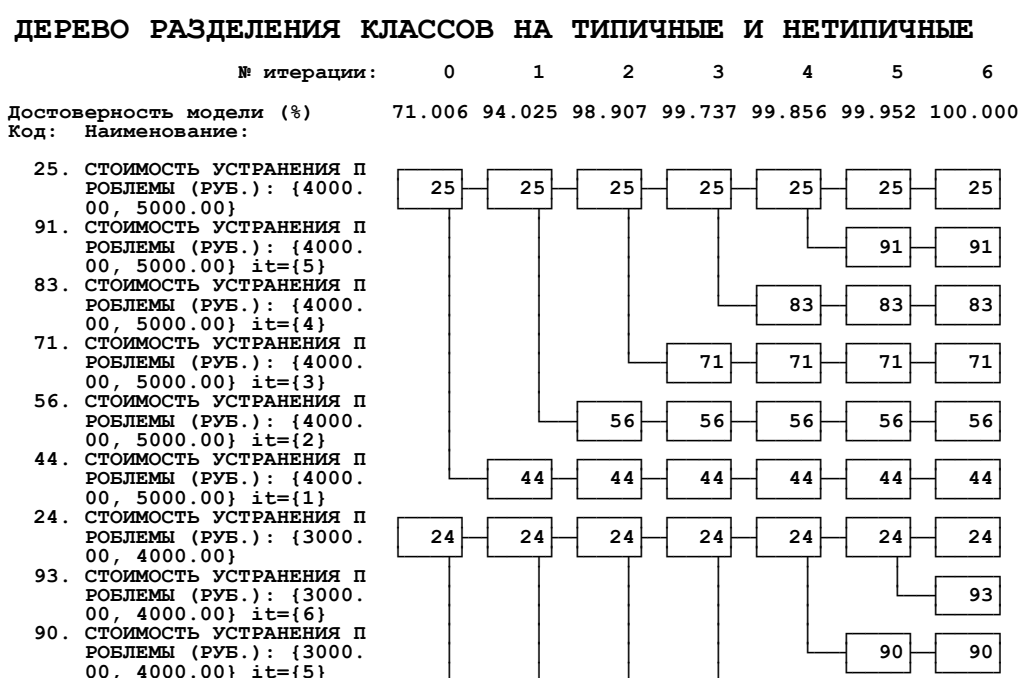 ДЕРЕВО РАЗДЕЛЕНИЯ КЛАССОВ НА ТИПИЧНЫЕ И НЕТИПИЧНЫЕ
№ итерации: 0 1 2 3 4 5 6
Достоверность модели (%) 71.006 94.025 98.907 99.737 99.856 99.952 100.000
Код: Наименование:
25. СТОИМОСТЬ УСТРАНЕНИЯ П
РОБЛЕМЫ (РУБ.): {4000. 25 25 25 25 25 25 25
00, 5000.00}
91. СТОИМОСТЬ УСТРАНЕНИЯ П
РОБЛЕМЫ (РУБ.): {4000. 91 91
00, 5000.00} it={5}
83. СТОИМОСТЬ УСТРАНЕНИЯ П
РОБЛЕМЫ (РУБ.): {4000. 83 83 83
00, 5000.00} it={4}
71. СТОИМОСТЬ УСТРАНЕНИЯ П
РОБЛЕМЫ (РУБ.): {4000. 71 71 71 71
00, 5000.00} it={3}
56. СТОИМОСТЬ УСТРАНЕНИЯ П
РОБЛЕМЫ (РУБ.): {4000. 56 56 56 56 56
00, 5000.00} it={2}
44. СТОИМОСТЬ УСТРАНЕНИЯ П
РОБЛЕМЫ (РУБ.): {4000. 44 44 44 44 44 44
00, 5000.00} it={1}
24. СТОИМОСТЬ УСТРАНЕНИЯ П
РОБЛЕМЫ (РУБ.): {3000. 24 24 24 24 24 24 24
00, 4000.00}
93. СТОИМОСТЬ УСТРАНЕНИЯ П
РОБЛЕМЫ (РУБ.): {3000. 93
00, 4000.00} it={6}
90. СТОИМОСТЬ УСТРАНЕНИЯ П
РОБЛЕМЫ (РУБ.): {3000. 90 90
00, 4000.00} it={5}